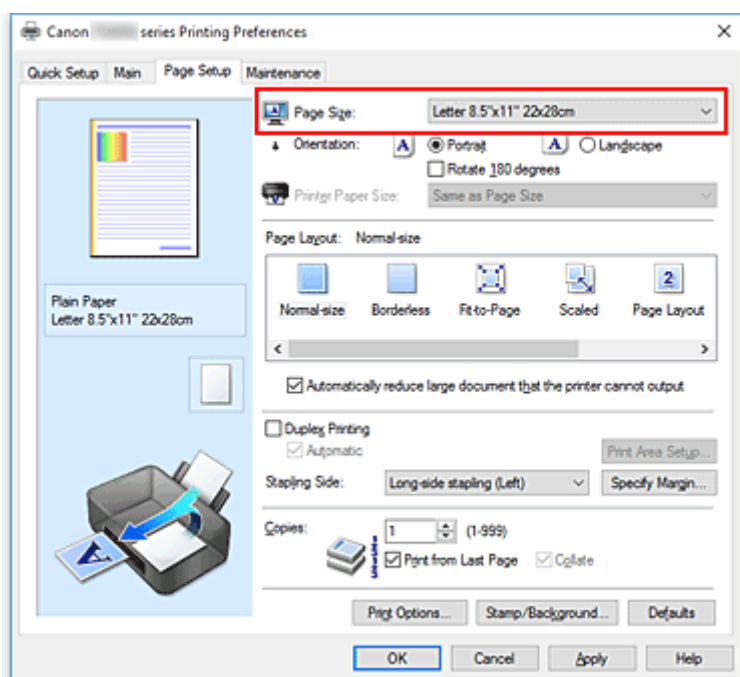 Canon series Printing Preferences
Quick Setup Main Page Setup Maintenance
Page Size: Letter 8.5"x11" 22x28cm
Orientation: A Portrait A Landscape
Rotate 180 degrees
Printer Paper Size: Same as Page Size
Page Layout: Normal-size
2
Normal-size Borderless Fit-to-Page Scaled Page Layout
Plain Paper
Letter 8.5"x11" 22x28cm
Automatically reduce large document that the printer cannot output
Duplex Printing
Automatic Print Area Setup...
Stapling Side: Long-side stapling (Left) Specify Margin...
Copies: 1 (1-999)
Print from Last Page Collate
A
Print Options... Stamp/Background... Defaults
OK Cancel Apply Help